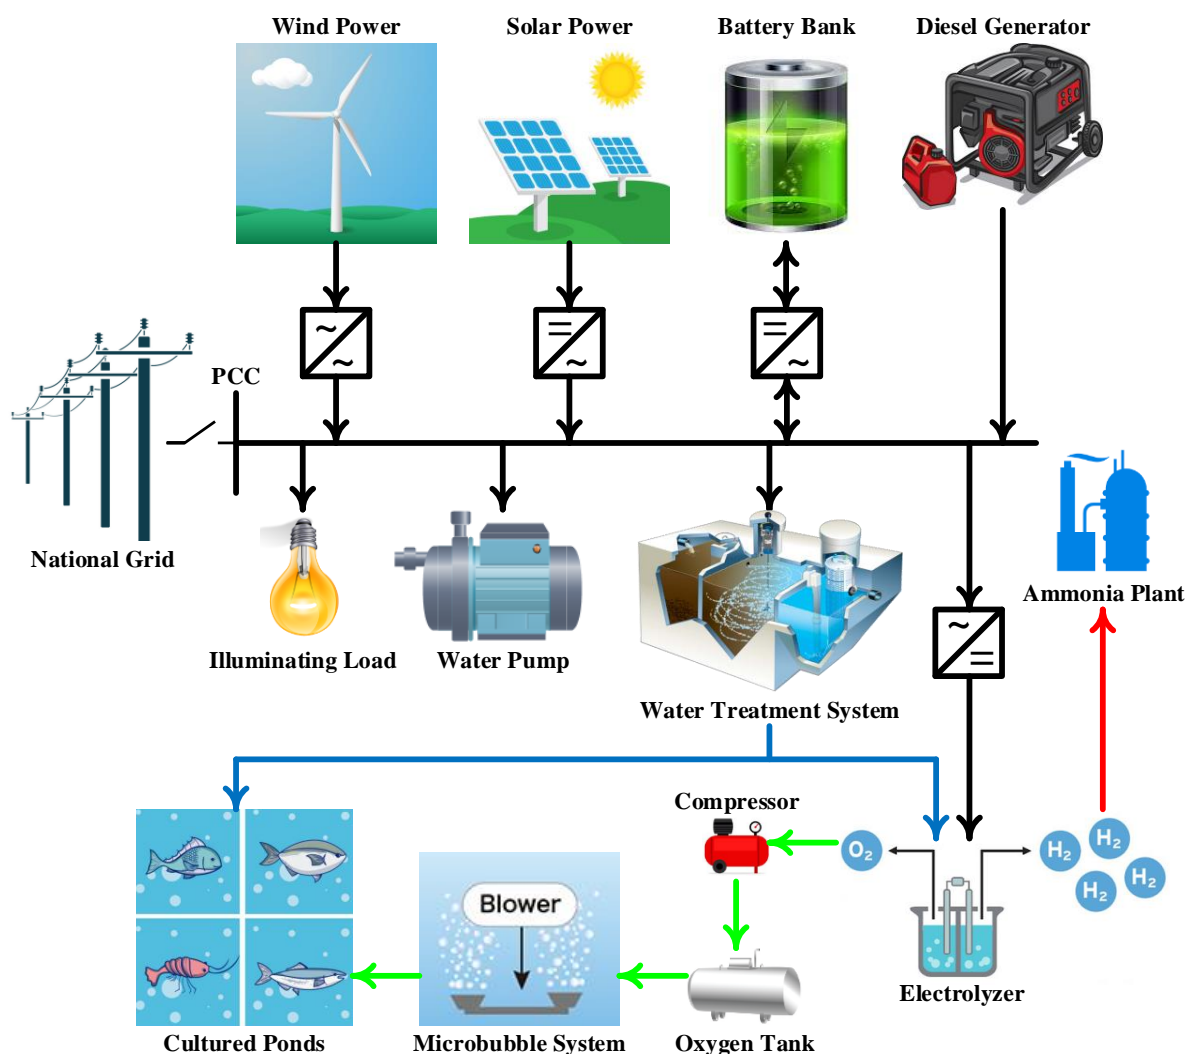 Wind Power
Solar Power
Battery Bank
Diesel Generator
PCC
National Grid
Illuminating Load
Water Pump
Water Treatment System
Ammonia Plant
Compressor
O2
H2
H2
H2
H2
Blower
Electrolyzer
Cultured Ponds
Microbubble System
Oxygen Tank